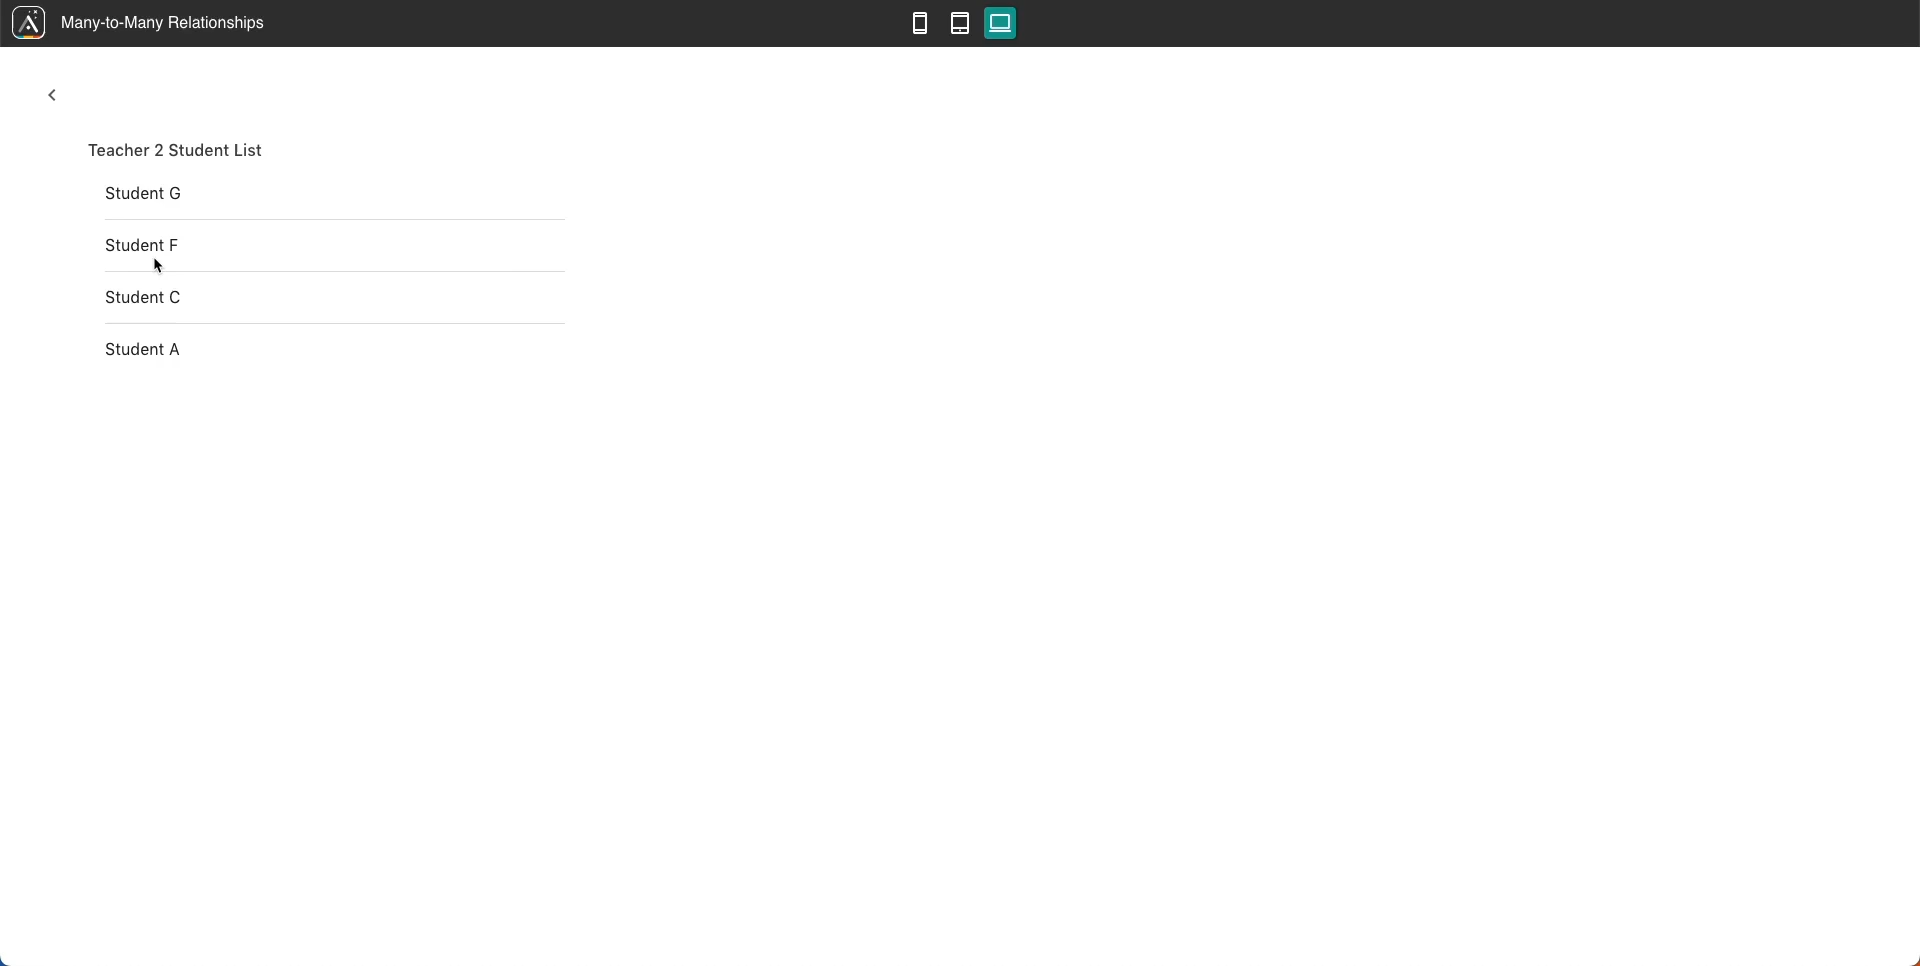 Many-to-Many Relationships
Teacher 2 Student List
Student G
Student F
Student C
Student A